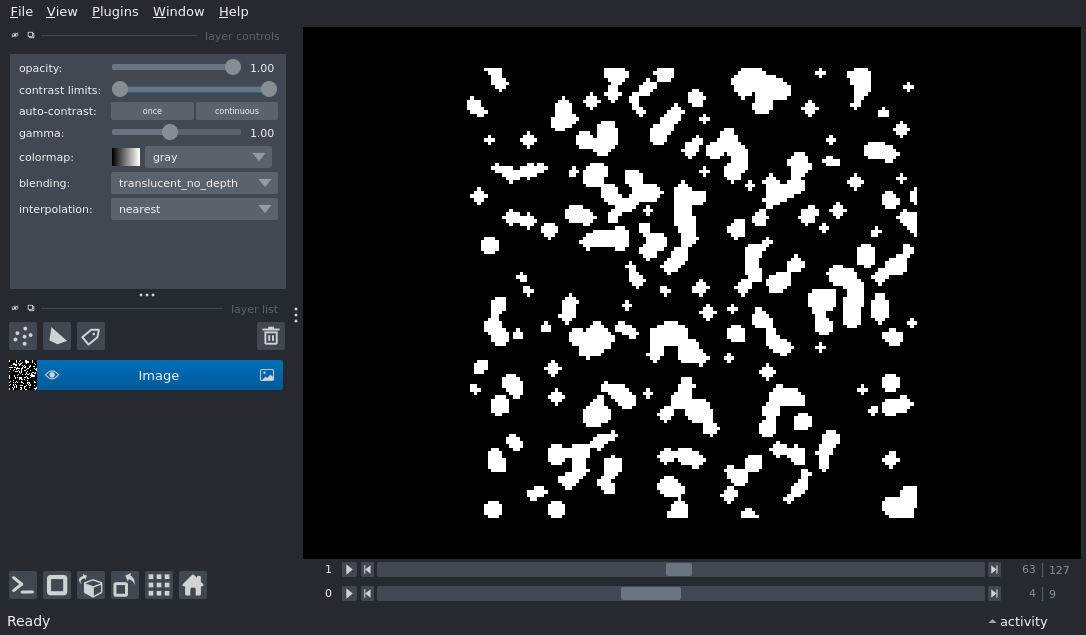 File View Plugins Window Help
layer controls
opacity: 1.00
contrast limits:
auto-contrast: once continuous
gamma: 1.00
colormap: gray
blending: translucent_no_depth
interpolation: nearest
layer list
Image
1 63 127
0 4 9
Ready activity